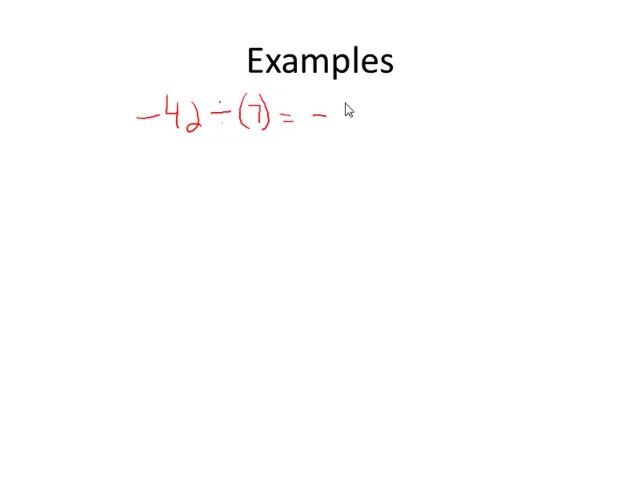 Examples
-42 ÷ (7) = -